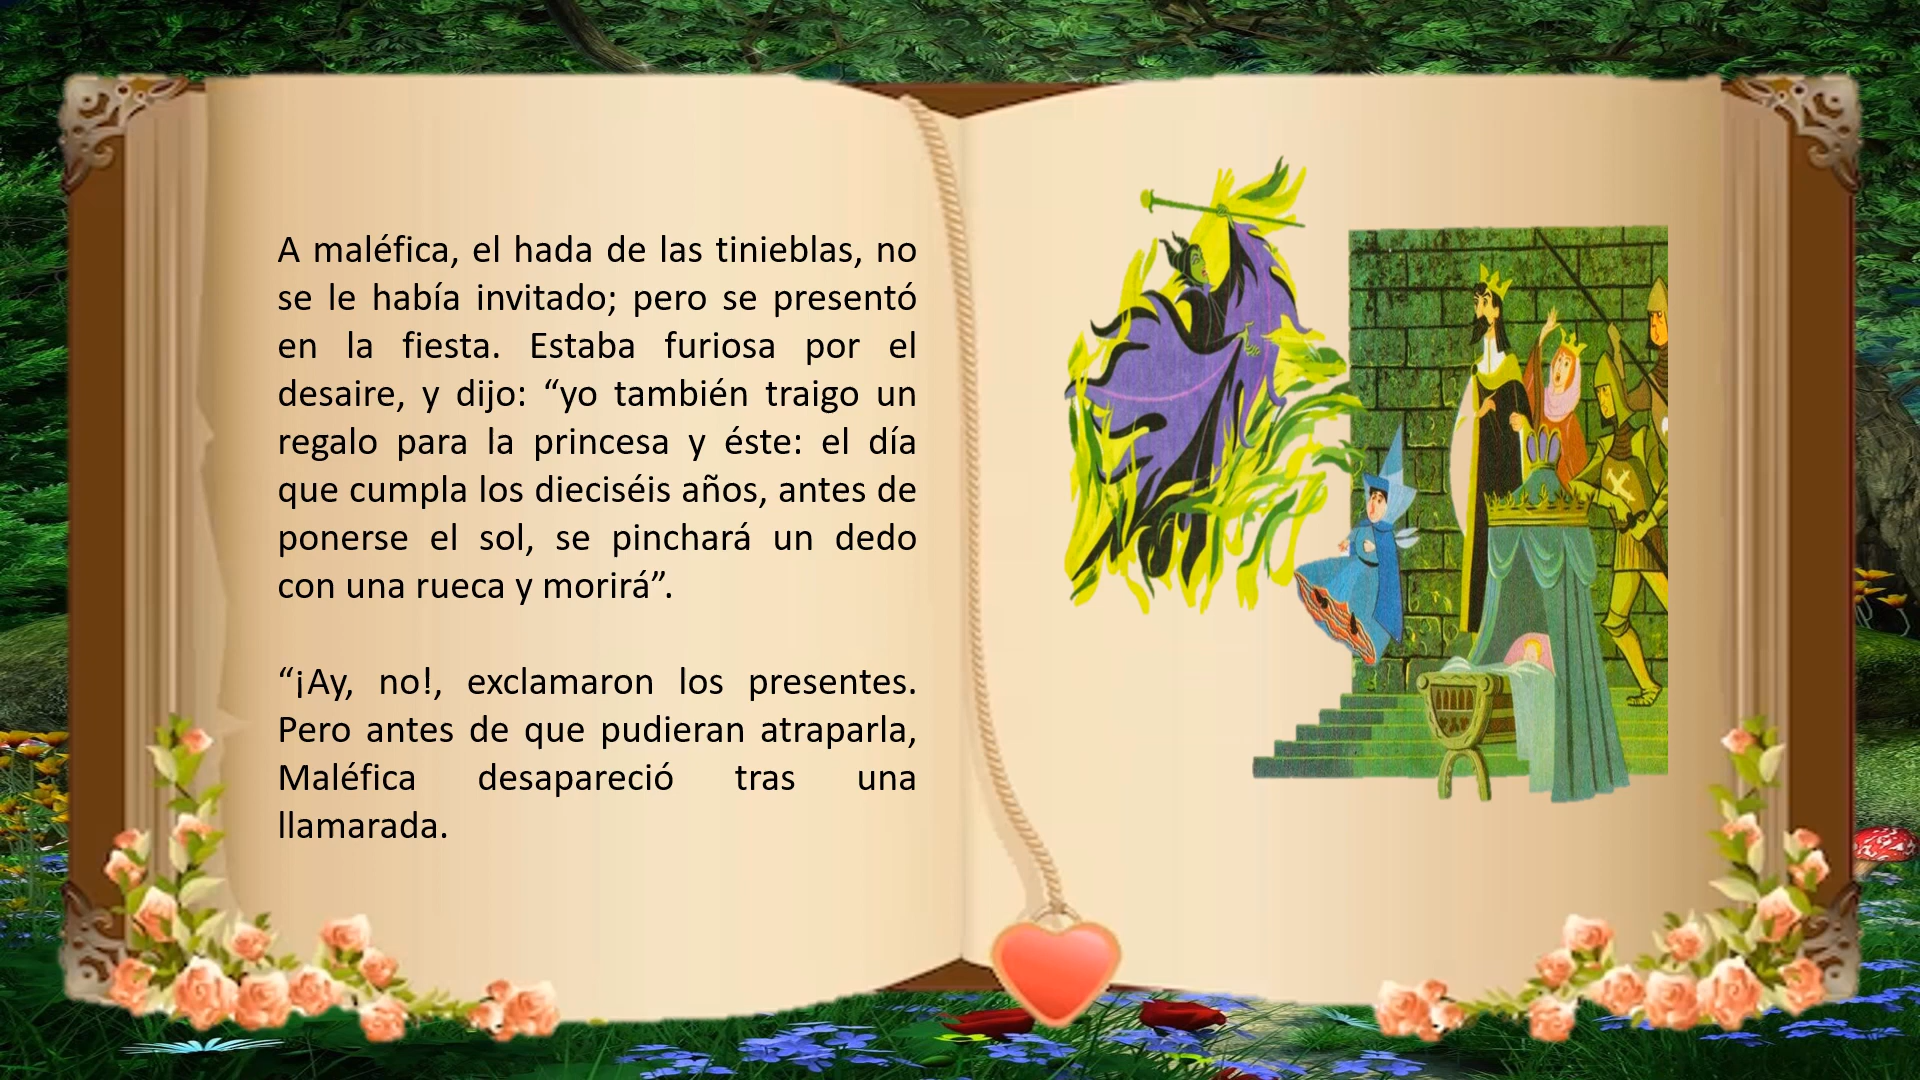 A maléfica, el hada de las tinieblas, no
se le había invitado; pero se presentó
en la fiesta. Estaba furiosa por el
desaire, y dijo: “yo también traigo un
regalo para la princesa y éste: el día
que cumpla los dieciséis años, antes de
ponerse el sol, se pinchará un dedo
con una rueca y morirá”.
“¡Ay, no!, exclamaron los presentes.
Pero antes de que pudieran atraparla,
Maléfica desapareció tras una
llamarada.